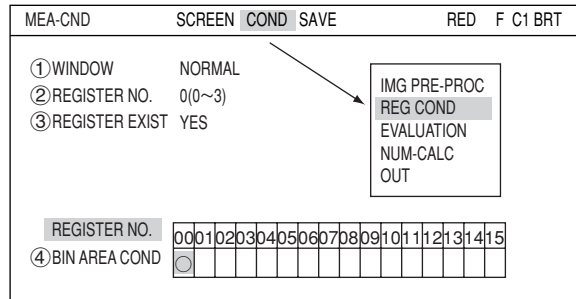 MEA-CND SCREEN COND SAVE RED F C1 BRT
①WINDOW NORMAL
②REGISTER NO. 0(0～3)
③REGISTER EXIST YES
IMG PRE-PROC
REG COND
EVALUATION
NUM-CALC
OUT
REGISTER NO. 00 01 02 03 04 05 06 07 08 09 10 11 12 13 14 15
④BIN AREA COND ○